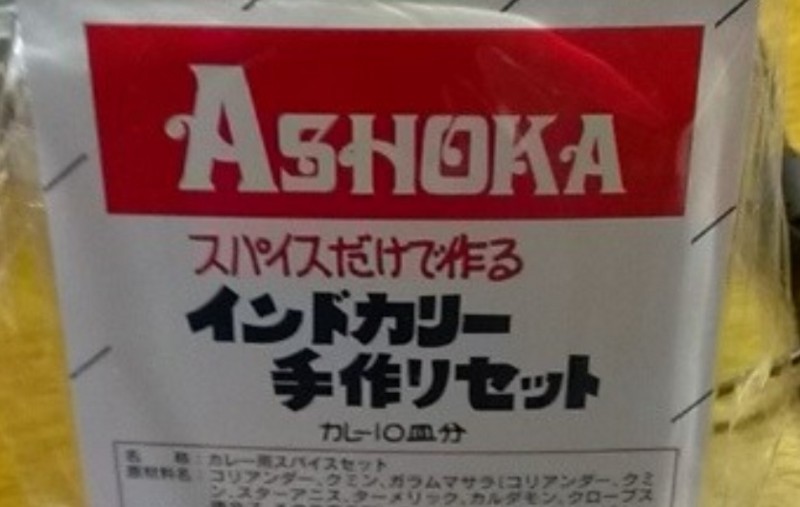 ASHOKA
スパイスだけで作る
インドカリー
手作りセット
カレー10皿分
名　称：カレー用スパイスセット
原材料名：コリアンダー、クミン、ガラムマサラ(コリアンダー、クミ
ン、スターアニス、ターメリック、カルダモン、クローブス